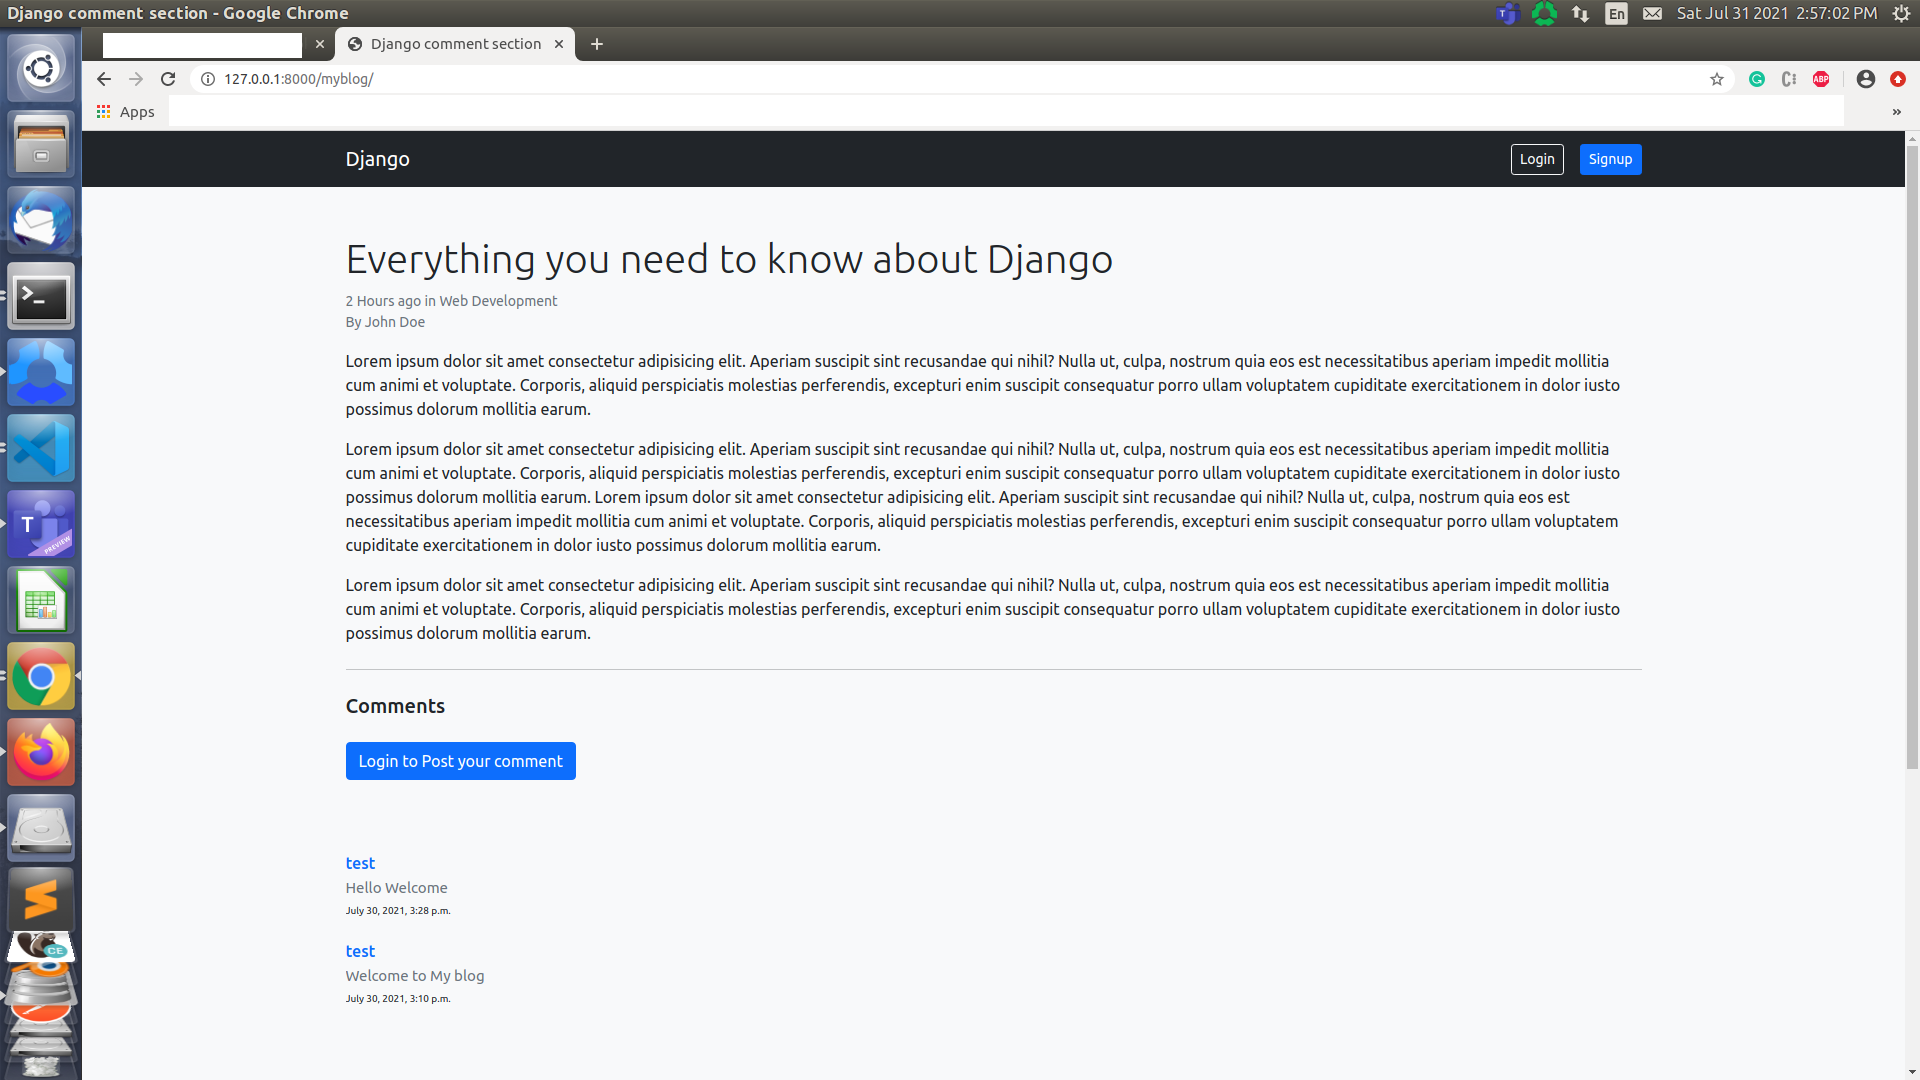 Django comment section - Google Chrome
En
Sat Jul 31 2021 2:57:02 PM
Django comment section
127.0.0.1:8000/myblog/
ABP
Apps
Django
Login
Signup
Everything you need to know about Django
2 Hours ago in Web Development
By John Doe
Lorem ipsum dolor sit amet consectetur adipisicing elit. Aperiam suscipit sint recusandae qui nihil? Nulla ut, culpa, nostrum quia eos est necessitatibus aperiam impedit mollitia
cum animi et voluptate. Corporis, aliquid perspiciatis molestias perferendis, excepturi enim suscipit consequatur porro ullam voluptatem cupiditate exercitationem in dolor iusto
possimus dolorum mollitia earum.
Lorem ipsum dolor sit amet consectetur adipisicing elit. Aperiam suscipit sint recusandae qui nihil? Nulla ut, culpa, nostrum quia eos est necessitatibus aperiam impedit mollitia
cum animi et voluptate. Corporis, aliquid perspiciatis molestias perferendis, excepturi enim suscipit consequatur porro ullam voluptatem cupiditate exercitationem in dolor iusto
possimus dolorum mollitia earum. Lorem ipsum dolor sit amet consectetur adipisicing elit. Aperiam suscipit sint recusandae qui nihil? Nulla ut, culpa, nostrum quia eos est
necessitatibus aperiam impedit mollitia cum animi et voluptate. Corporis, aliquid perspiciatis molestias perferendis, excepturi enim suscipit consequatur porro ullam voluptatem
cupiditate exercitationem in dolor iusto possimus dolorum mollitia earum.
Lorem ipsum dolor sit amet consectetur adipisicing elit. Aperiam suscipit sint recusandae qui nihil? Nulla ut, culpa, nostrum quia eos est necessitatibus aperiam impedit mollitia
cum animi et voluptate. Corporis, aliquid perspiciatis molestias perferendis, excepturi enim suscipit consequatur porro ullam voluptatem cupiditate exercitationem in dolor iusto
possimus dolorum mollitia earum.
Comments
Login to Post your comment
test
Hello Welcome
July 30, 2021, 3:28 p.m.
test
Welcome to My blog
July 30, 2021, 3:10 p.m.
T
PREVIEW
CE